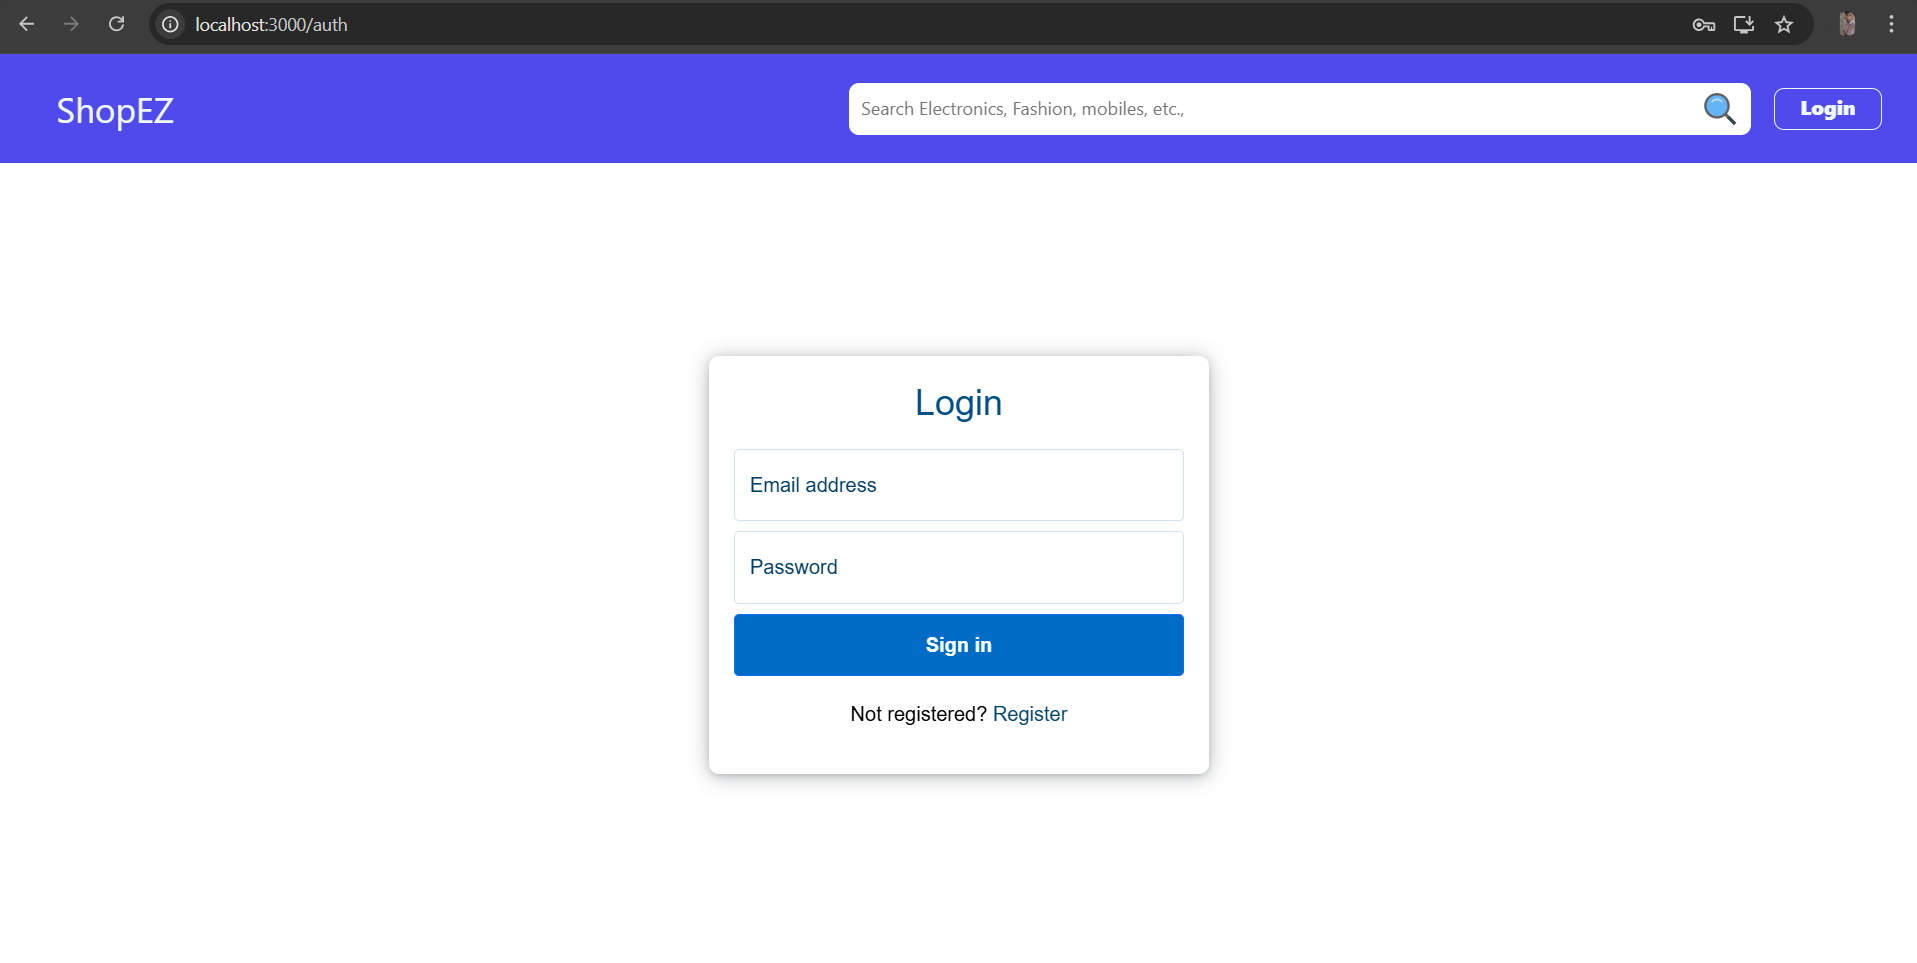 localhost:3000/auth
ShopEZ
Search Electronics, Fashion, mobiles, etc.,
Login
Login
Email address
Password
Sign in
Not registered? Register